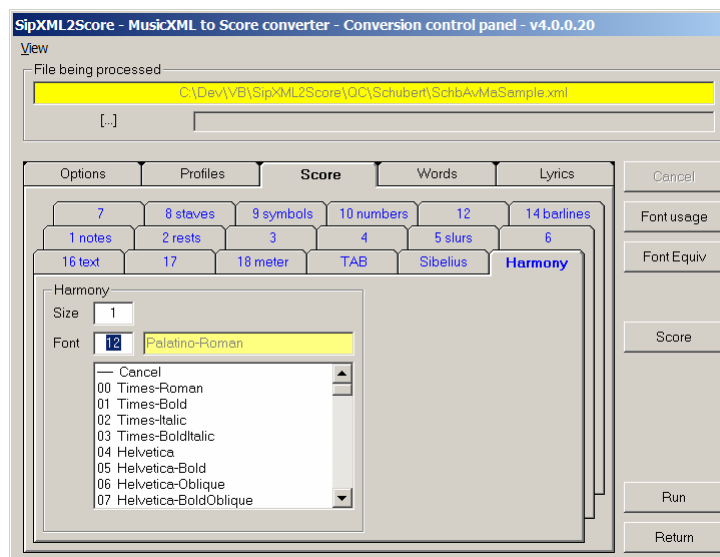 SipXML2Score - MusicXML to Score converter - Conversion control panel - v4.0.0.20
View
File being processed
C:\Dev\VB\SipXML2Score\QC\Schubert\SchbAvMaSample.xml
[...]
Options Profiles Score Words Lyrics
7 8 staves 9 symbols 10 numbers 12 14 barlines
1 notes 2 rests 3 4 5 slurs 6
16 text 17 18 meter TAB Sibelius Harmony
Harmony
Size 1
Font 12 Palatino-Roman
— Cancel
00 Times-Roman
01 Times-Bold
02 Times-Italic
03 Times-BoldItalic
04 Helvetica
05 Helvetica-Bold
06 Helvetica-Oblique
07 Helvetica-BoldOblique
Cancel
Font usage
Font Equiv
Score
Run
Return